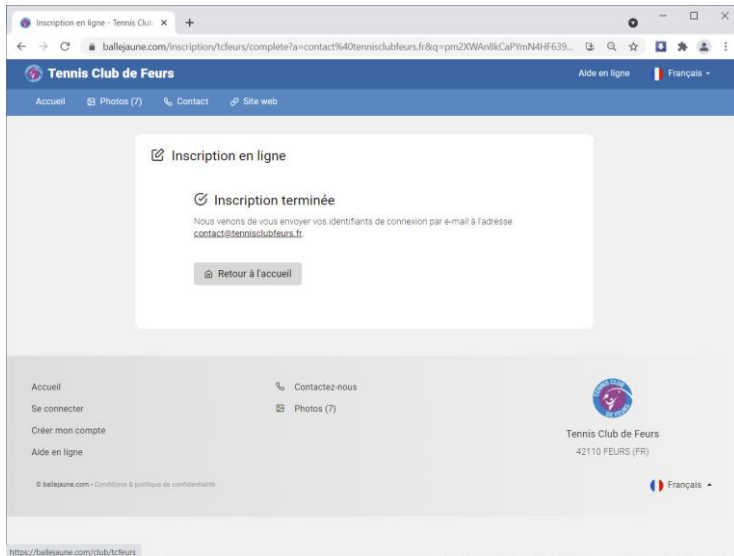 Inscription en ligne - Tennis Club
ballejaune.com/inscription/tcfeurs/complete?a=contact%40tennisclubfeurs.fr&q=pm2XWAn8kCaPYmN4HF639...
Tennis Club de Feurs
Aide en ligne
Français
Accueil
Photos (7)
Contact
Site web
Inscription en ligne
Inscription terminée
Nous venons de vous envoyer vos identifiants de connexion par e-mail à l'adresse
contact@tennisclubfeurs.fr.
Retour à l'accueil
Accueil
Se connecter
Créer mon compte
Aide en ligne
Contactez-nous
Photos (7)
TENNIS CLUB
DE FEURS
Tennis Club de Feurs
42110 FEURS (FR)
© ballejaune.com - Conditions & politique de confidentialité
Français
https://ballejaune.com/club/tcfeurs